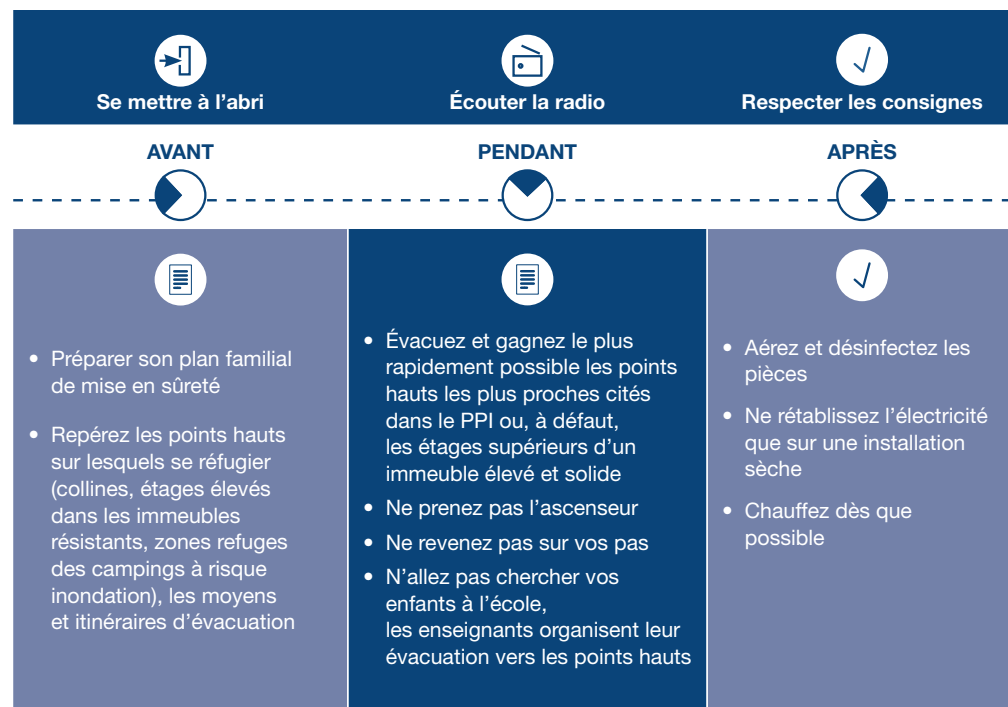 Se mettre à l’abri
Écouter la radio
Respecter les consignes
AVANT
PENDANT
APRÈS
• Préparer son plan familial
de mise en sûreté
• Repérez les points hauts
sur lesquels se réfugier
(collines, étages élevés
dans les immeubles
résistants, zones refuges
des campings à risque
inondation), les moyens
et itinéraires d’évacuation
• Évacuez et gagnez le plus
rapidement possible les points
hauts les plus proches cités
dans le PPI ou, à défaut,
les étages supérieurs d’un
immeuble élevé et solide
• Ne prenez pas l’ascenseur
• Ne revenez pas sur vos pas
• N’allez pas chercher vos
enfants à l’école,
les enseignants organisent leur
évacuation vers les points hauts
• Aérez et désinfectez les
pièces
• Ne rétablissez l’électricité
que sur une installation
sèche
• Chauffez dès que
possible